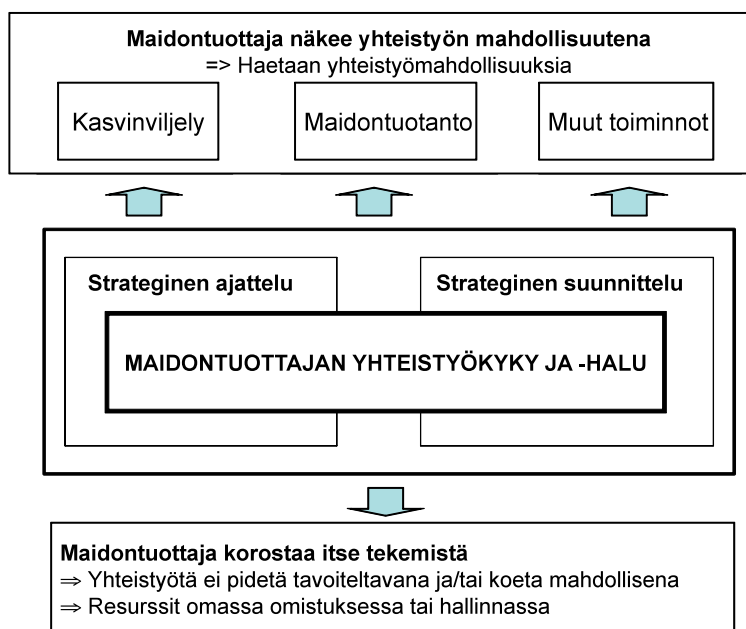 Maidontuottaja näkee yhteistyön mahdollisuutena
=> Haetaan yhteistyömahdollisuuksia
Kasvinviljely
Maidontuotanto
Muut toiminnot
Strateginen ajattelu
Strateginen suunnittelu
MAIDONTUOTTAJAN YHTEISTYÖKYKY JA -HALU
Maidontuottaja korostaa itse tekemistä
⇒ Yhteistyötä ei pidetä tavoiteltavana ja/tai koeta mahdollisena
⇒ Resurssit omassa omistuksessa tai hallinnassa